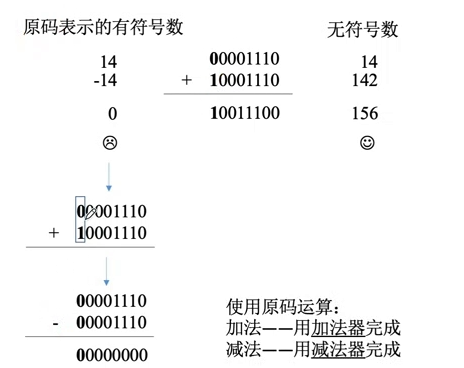 原码表示的有符号数
无符号数
14 00001110 14
-14 + 10001110 142
0 10011100 156
00001110
+ 10001110
00001110
- 00001110
00000000
使用原码运算：
加法——用加法器完成
减法——用减法器完成